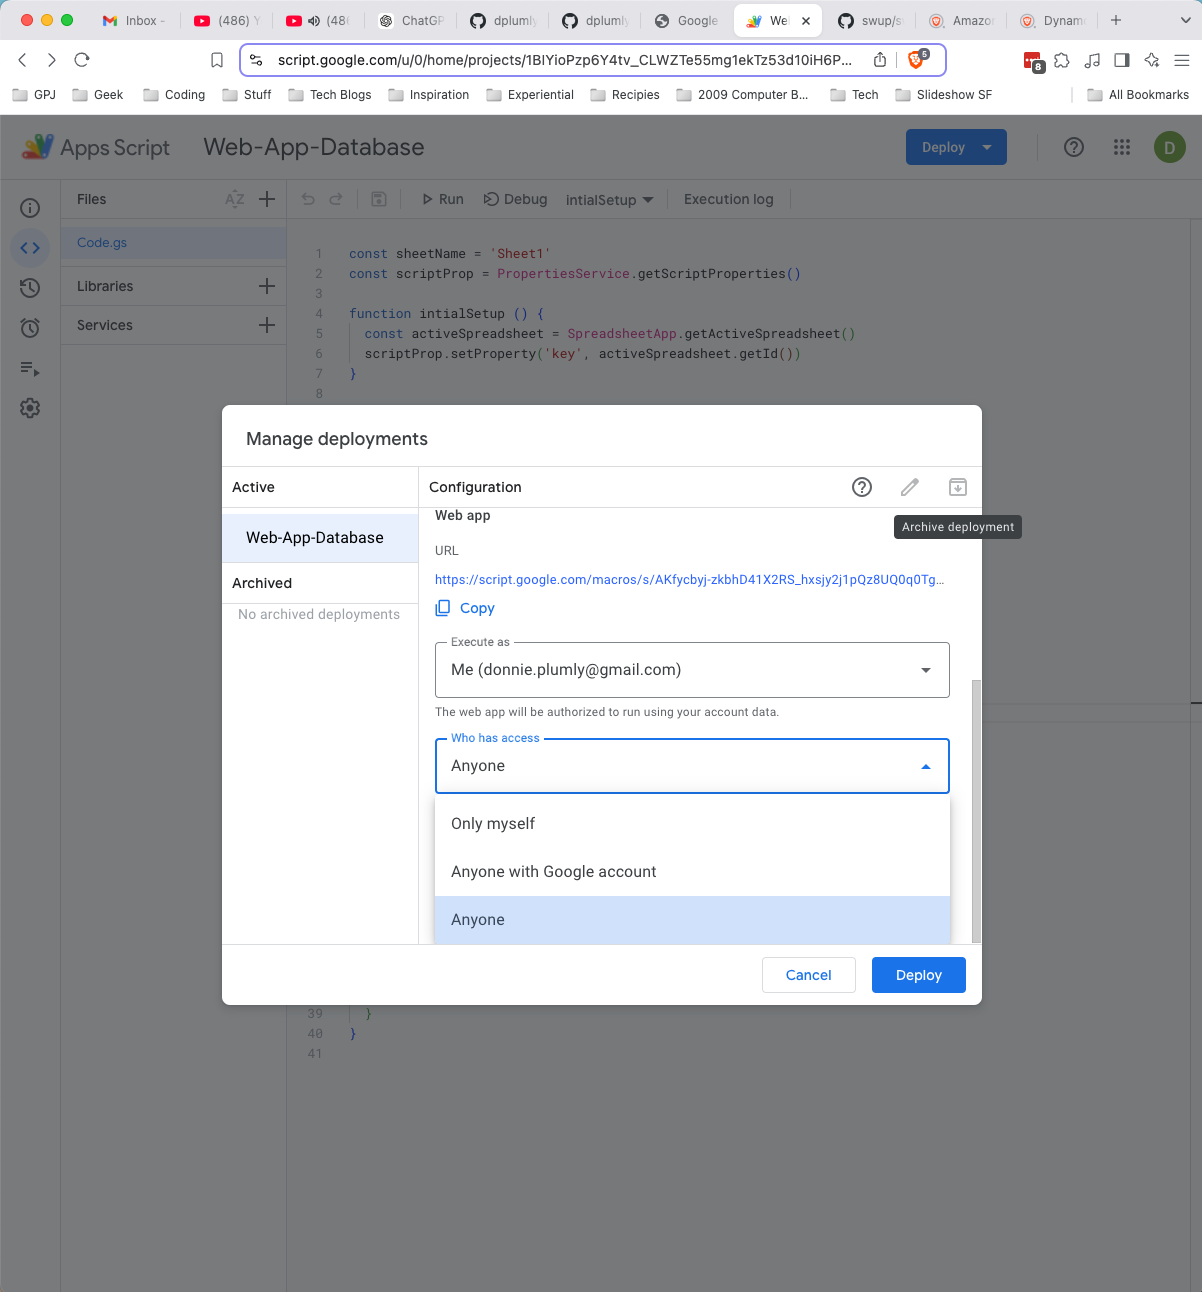 Inbox -
(486) Y
(486
ChatGP
dplumly
dplumly
Google
We
swup/s
Amazon
Dynam
script.google.com/u/0/home/projects/1BIYioPzp6Y4tv_CLWZTe55mg1ekTz53d10iH6P...
5
8
GPJ
Geek
Coding
Stuff
Tech Blogs
Inspiration
Experiential
Recipies
2009 Computer B...
Tech
Slideshow SF
All Bookmarks
Apps Script
Web-App-Database
Deploy
D
Files
AZ
Run
Debug
intialSetup
Execution log
Code.gs
Libraries
Services
1 const sheetName = 'Sheet1'
2 const scriptProp = PropertiesService.getScriptProperties()
3
4 function intialSetup () {
5 const activeSpreadsheet = SpreadsheetApp.getActiveSpreadsheet()
6 scriptProp.setProperty('key', activeSpreadsheet.getId())
7 }
8
Manage deployments
Active
Configuration
Web-App-Database
Archived
No archived deployments
Web app
Archive deployment
URL
https://script.google.com/macros/s/AKfycbyj-zkbhD41X2RS_hxsjy2j1pQz8UQ0q0Tg...
Copy
Execute as
Me (donnie.plumly@gmail.com)
The web app will be authorized to run using your account data.
Who has access
Anyone
Only myself
Anyone with Google account
Anyone
Cancel
Deploy
39 }
40 }
41